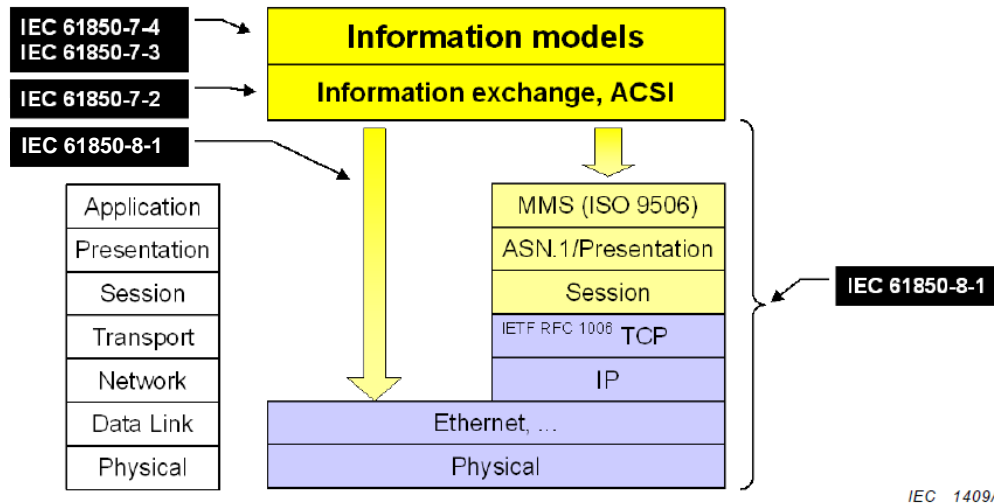 IEC 61850-7-4
IEC 61850-7-3
Information models
IEC 61850-7-2
Information exchange, ACSI
IEC 61850-8-1
Application
MMS (ISO 9506)
Presentation
ASN.1/Presentation
Session
Session
IEC 61850-8-1
Transport
IETF RFC 1006 TCP
Network
IP
Data Link
Ethernet, ...
Physical
Physical
IEC 1409/